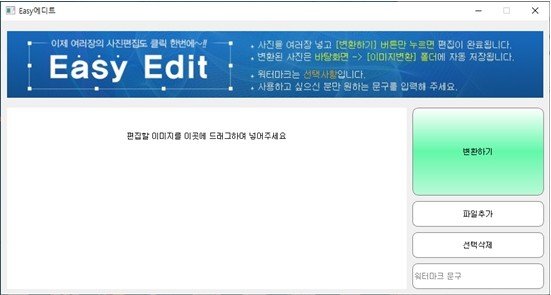 Easy에디트
이제 여러장의 사진편집도 클릭 한번에~!!
Easy Edit
• 사진을 여러장 넣고 [변환하기] 버튼만 누르면 편집이 완료됩니다.
• 변환된 사진은 바탕화면 -> [이미지변환] 폴더에 자동 저장됩니다.
• 워터마크는 선택사항입니다.
• 사용하고 싶으신 분만 원하는 문구를 입력해 주세요.
편집할 이미지를 이곳에 드래그하여 넣어주세요
변환하기
파일추가
선택삭제
워터마크 문구